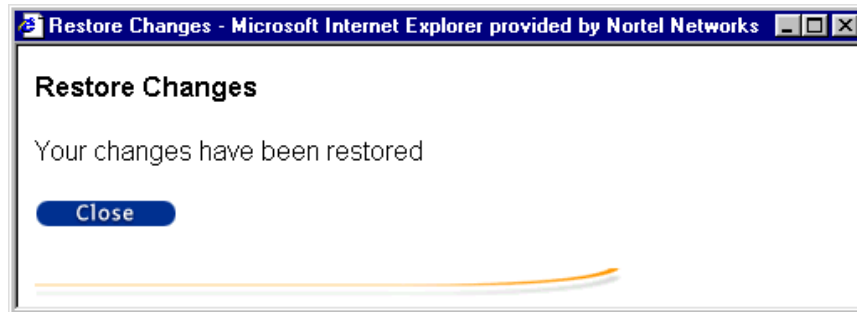 Restore Changes - Microsoft Internet Explorer provided by Nortel Networks
Restore Changes
Your changes have been restored
Close